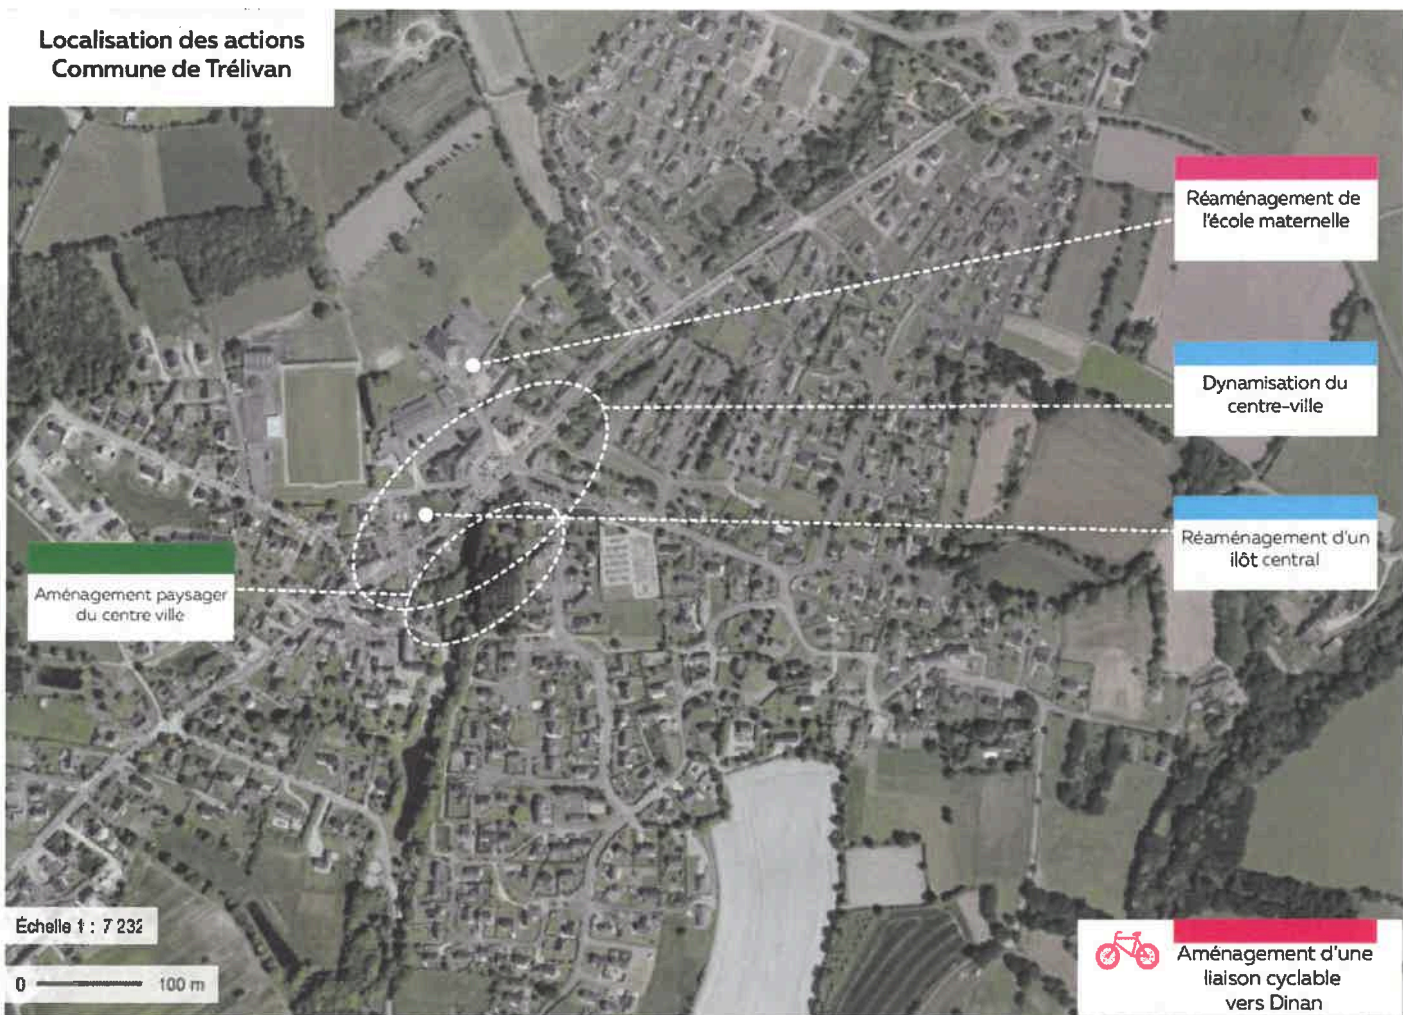 Localisation des actions
Commune de Trélivan
Réaménagement de
l'école maternelle
Dynamisation du
centre-ville
Réaménagement d'un
ilôt central
Aménagement paysager
du centre ville
Échelle 1 : 7 232
0 100 m
Aménagement d'une
liaison cyclable
vers Dinan